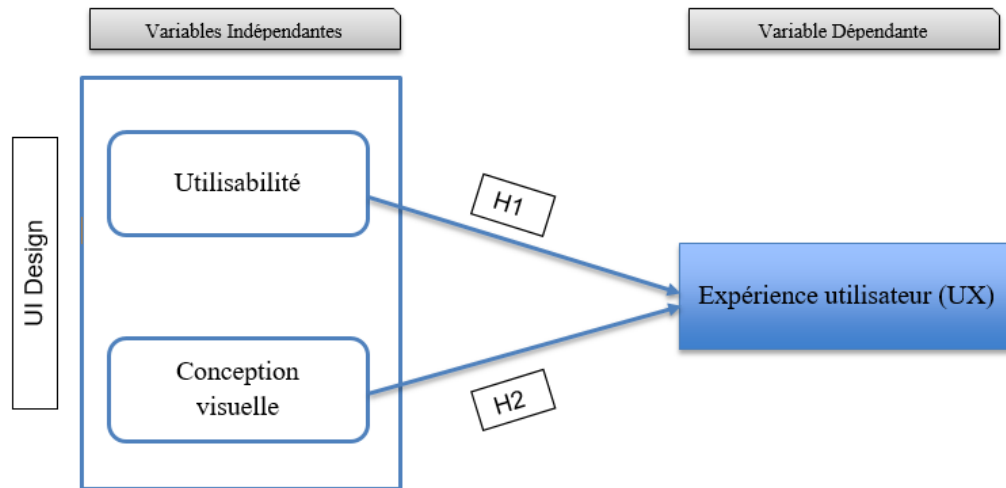 Variables Indépendantes
Variable Dépendante
UI Design
Utilisabilité
H1
Expérience utilisateur (UX)
Conception
visuelle
H2